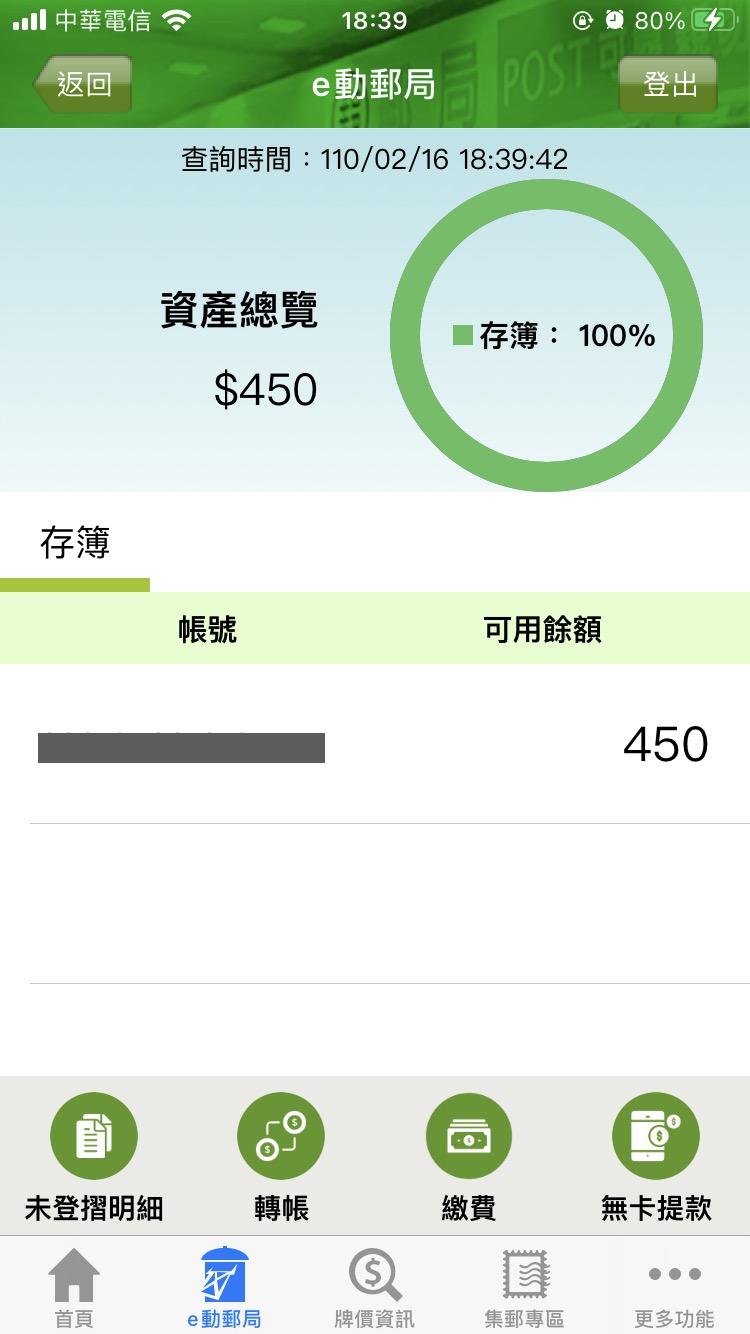 中華電信 18:39 80%
返回 e動郵局 登出
POST
查詢時間：110/02/16 18:39:42
資產總覽
$450
存簿： 100%
存簿
帳號 可用餘額
450
未登摺明細 轉帳 繳費 無卡提款
首頁 e動郵局 牌價資訊 集郵專區 更多功能